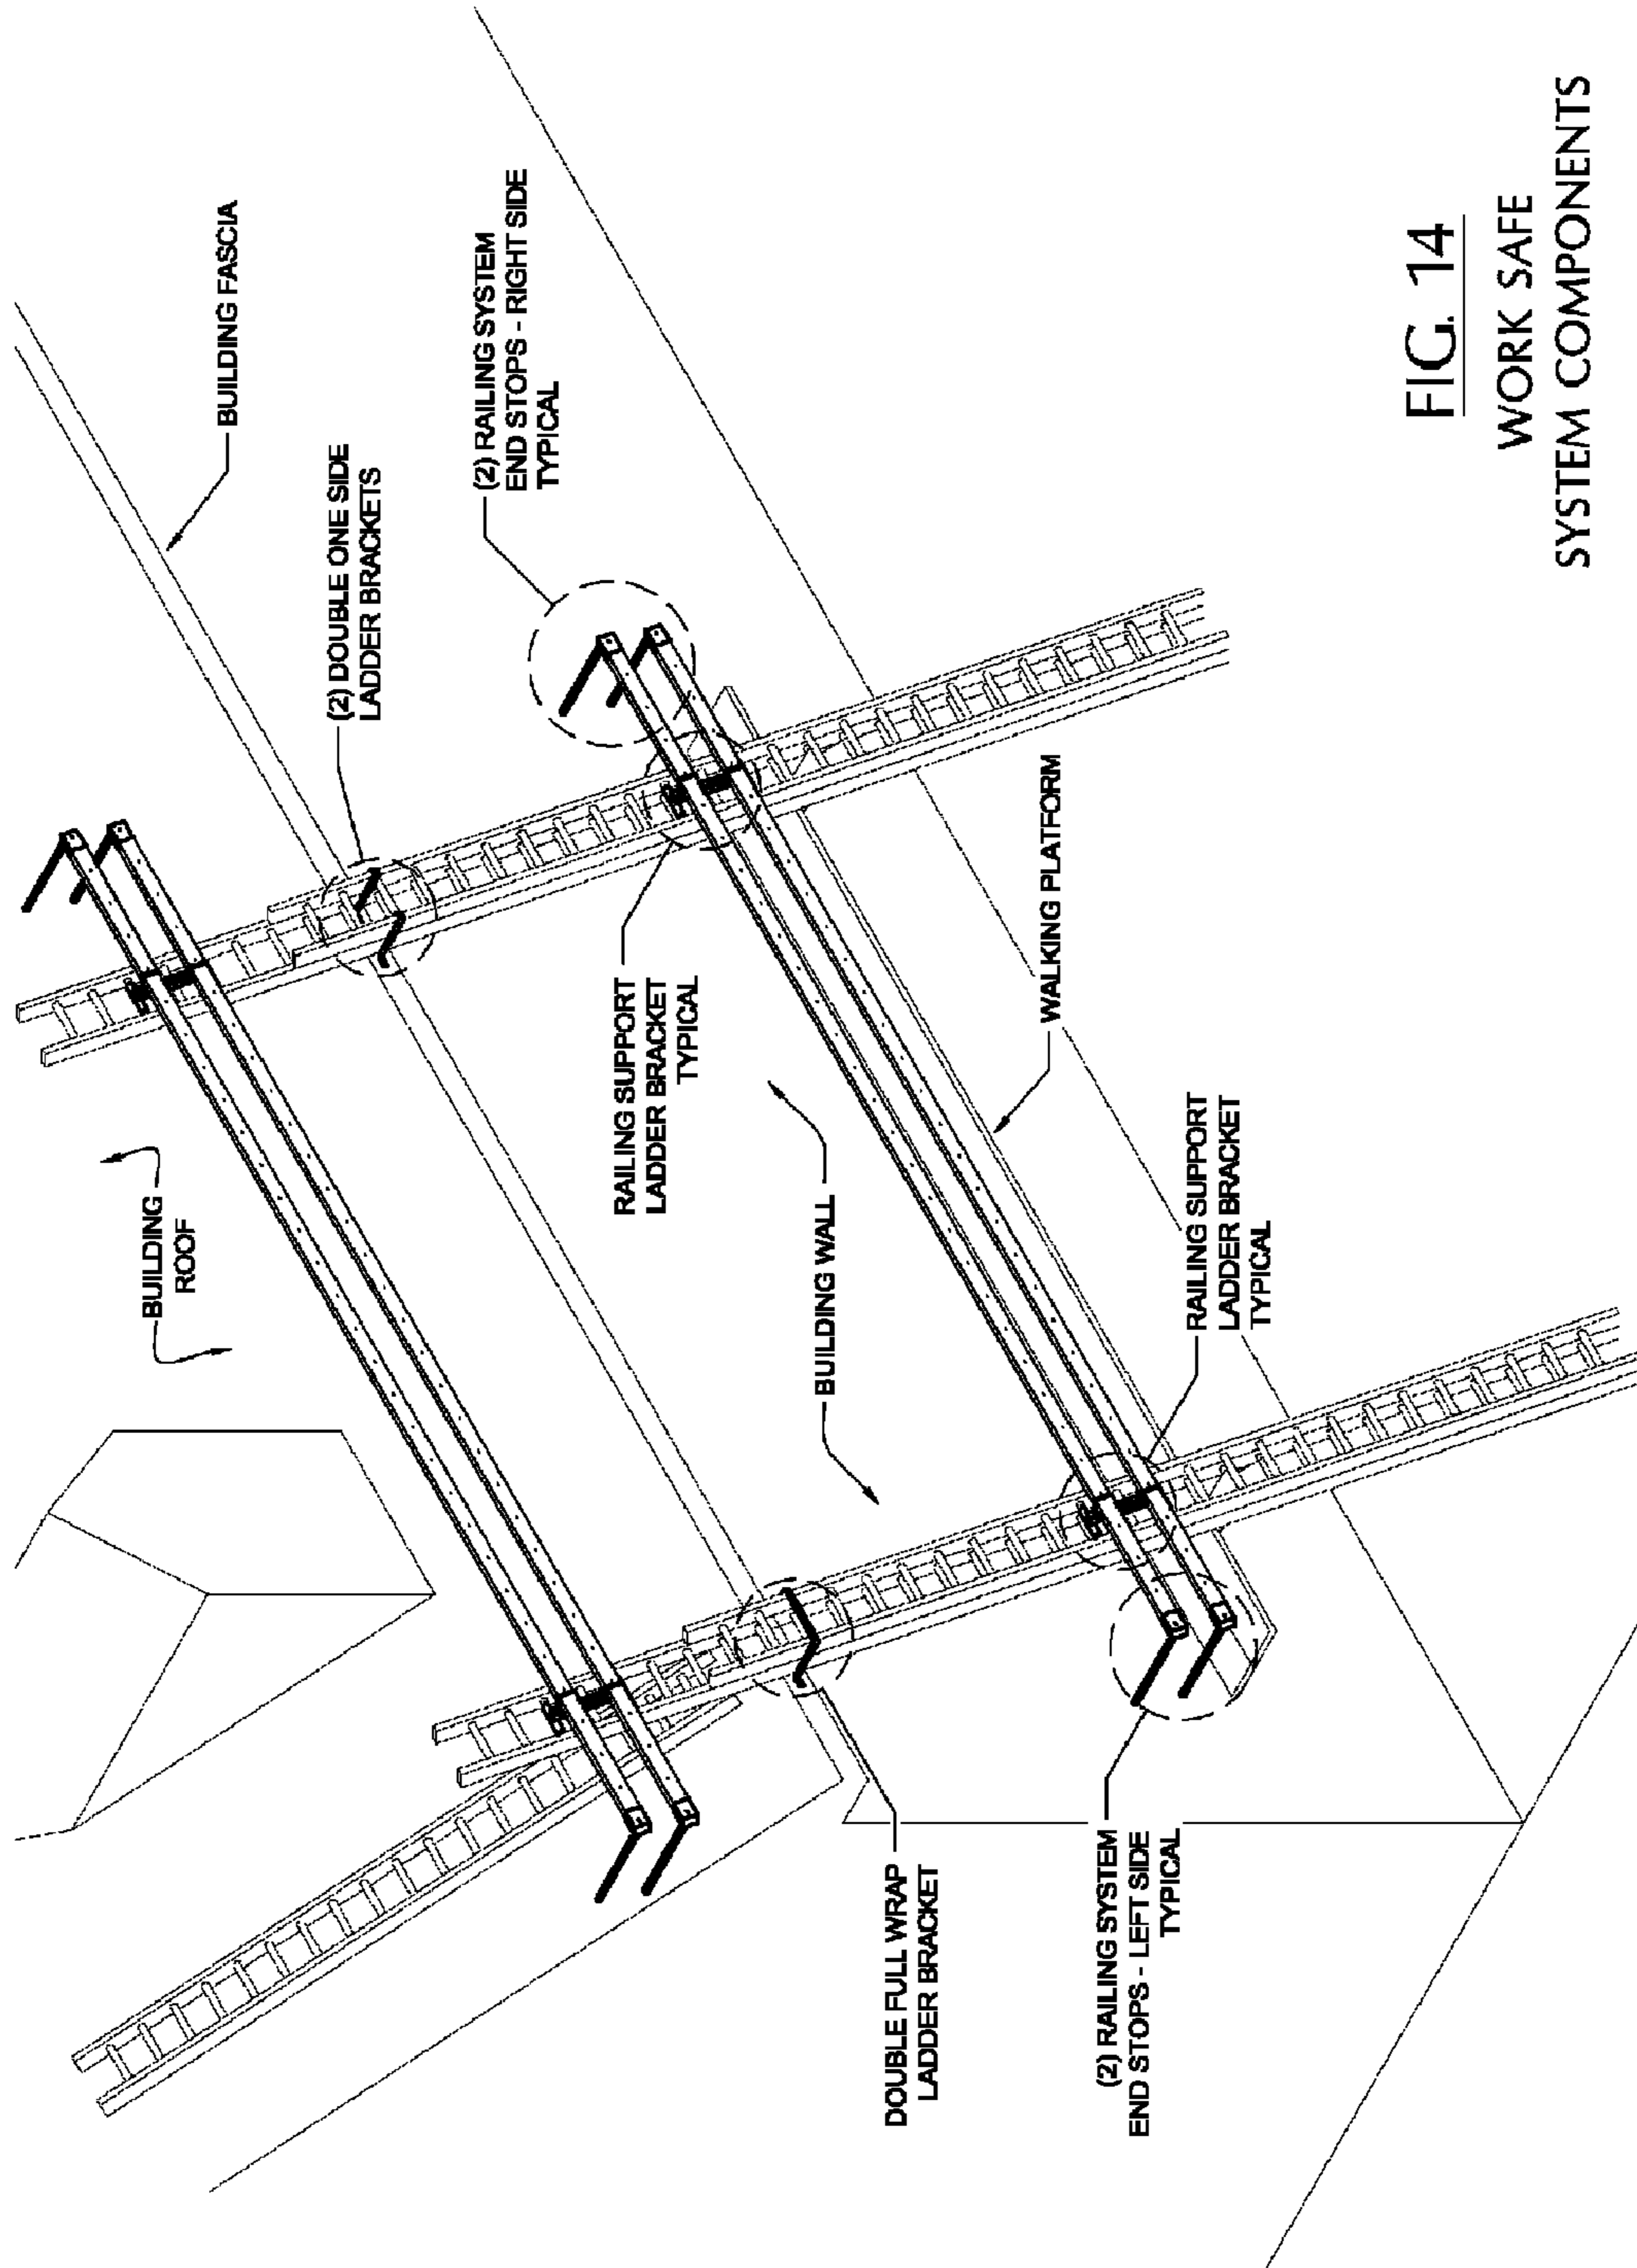 BUILDING FASCIA
(2) DOUBLE ONE SIDE
LADDER BRACKETS
(2) RAILING SYSTEM
END STOPS - RIGHT SIDE
TYPICAL
BUILDING
ROOF
RAILING SUPPORT
LADDER BRACKET
TYPICAL
BUILDING WALL
WALKING PLATFORM
RAILING SUPPORT
LADDER BRACKET
TYPICAL
DOUBLE FULL WRAP
LADDER BRACKET
(2) RAILING SYSTEM
END STOPS - LEFT SIDE
TYPICAL
FIG. 14
WORK SAFE
SYSTEM COMPONENTS